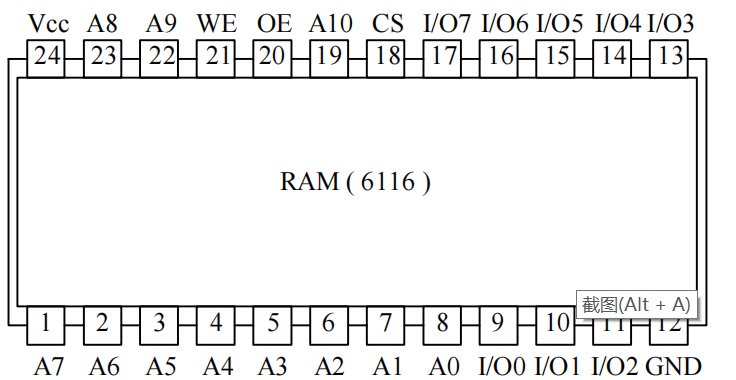 Vcc A8 A9 WE OE A10 CS I/O7 I/O6 I/O5 I/O4 I/O3
24 23 22 21 20 19 18 17 16 15 14 13
RAM ( 6116 )
截图(Alt + A)
1 2 3 4 5 6 7 8 9 10 11 12
A7 A6 A5 A4 A3 A2 A1 A0 I/O0 I/O1 I/O2 GND